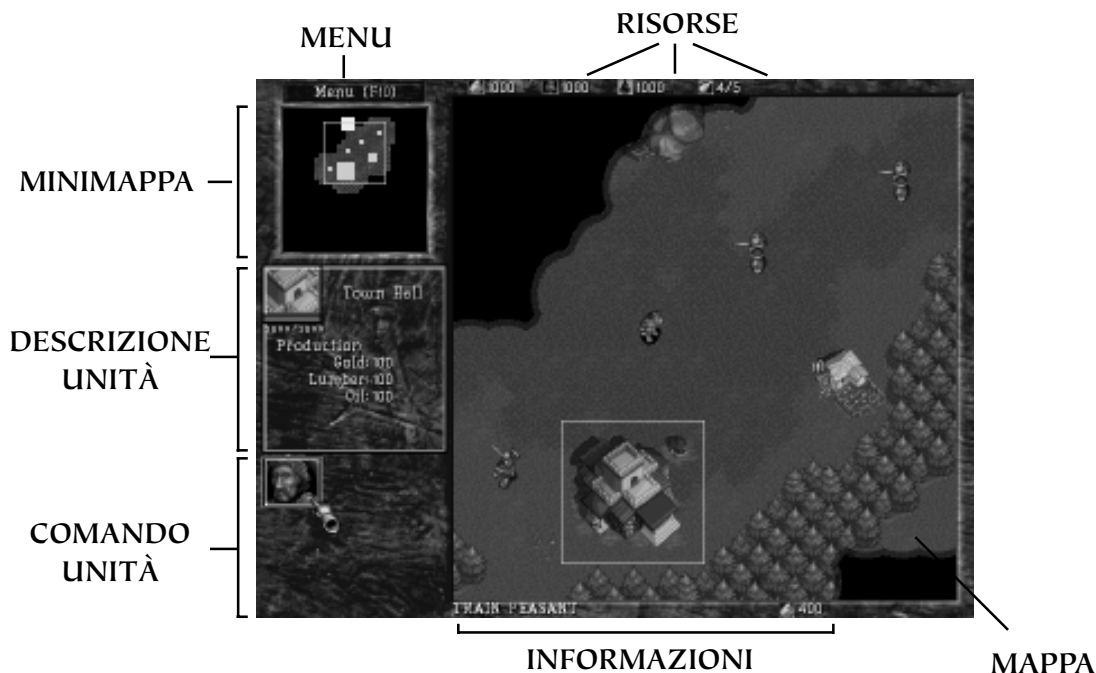 RISORSE
MENU
Menu (F10)
1000 1000 1000 4/5
MINIMAPPA
Town Hall
DESCRIZIONE
UNITÀ
Production
Gold: 100
Lumber: 100
Oil: 100
COMANDO
UNITÀ
TRAIN PEASANT 400
INFORMAZIONI
MAPPA